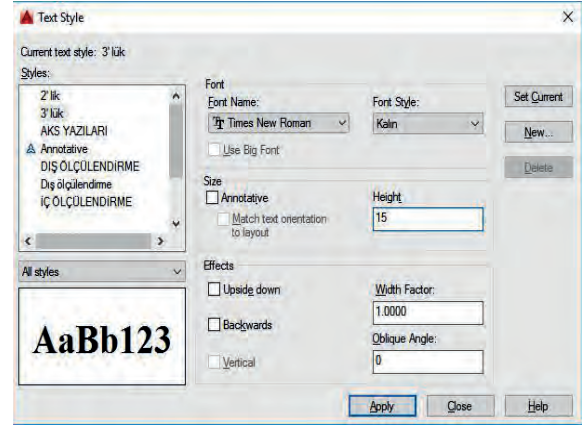 Text Style
Current text style: 3' lük
Styles:
2' lik
3' lük
AKS YAZILARI
Annotative
DIŞ ÖLÇÜLENDİRME
Dış ölçülendirme
İÇ ÖLÇÜLENDİRME
All styles
AaBb123
Font
Font Name:
Times New Roman
Use Big Font
Font Style:
Kalın
Size
Annotative
Match text orientation
to layout
Height
15
Effects
Upside down
Backwards
Vertical
Width Factor:
1.0000
Oblique Angle:
0
Set Current
New...
Delete
Apply
Close
Help